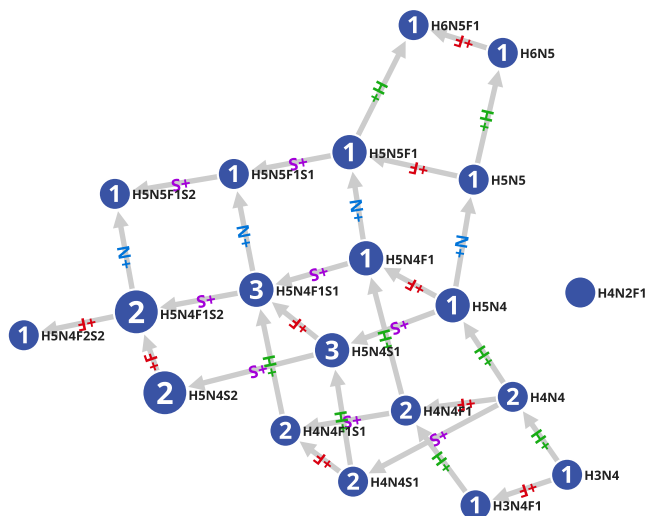 1 H6N5F1
F+
1 H6N5
H+
H+
1 H5N5F1
S+
F+
1 H5N5
1 H5N5F1S1
S+
1 H5N5F1S2
N+
N+
N+
N+
1 H5N4F1
S+
F+
3 H5N4F1S1
S+
2 H5N4F1S2
1 H5N4
H4N2F1
F+
1 H5N4F2S2
F+
S+
H+
3 H5N4S1
F+
S+
H+
H+
2 H5N4S2
2 H4N4
F+
2 H4N4F1
H+
S+
2 H4N4F1S1
S+
H+
H+
F+
2 H4N4S1
1 H3N4
F+
1 H3N4F1